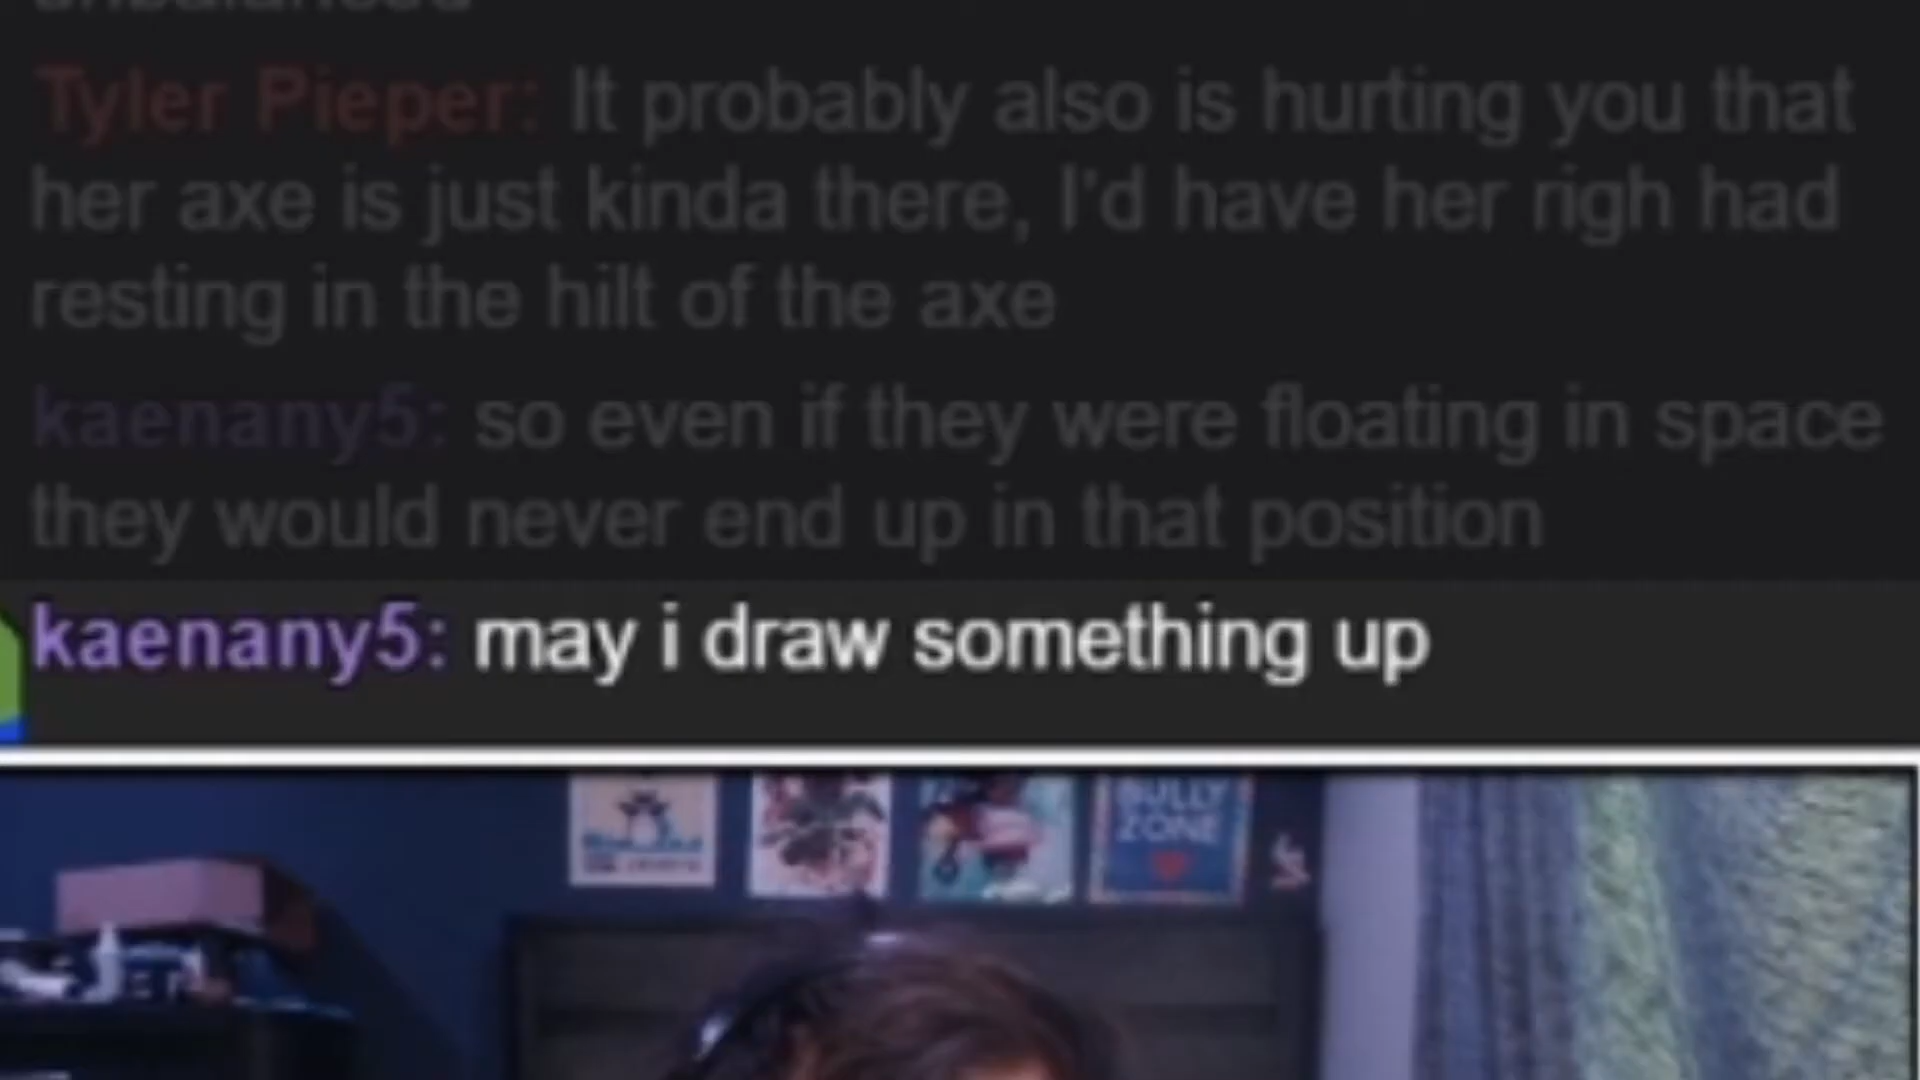 unbalanced
Tyler Pieper: It probably also is hurting you that
her axe is just kinda there, I'd have her righ had
resting in the hilt of the axe
kaenany5: so even if they were floating in space
they would never end up in that position
kaenany5: may i draw something up
BULLY
ZONE